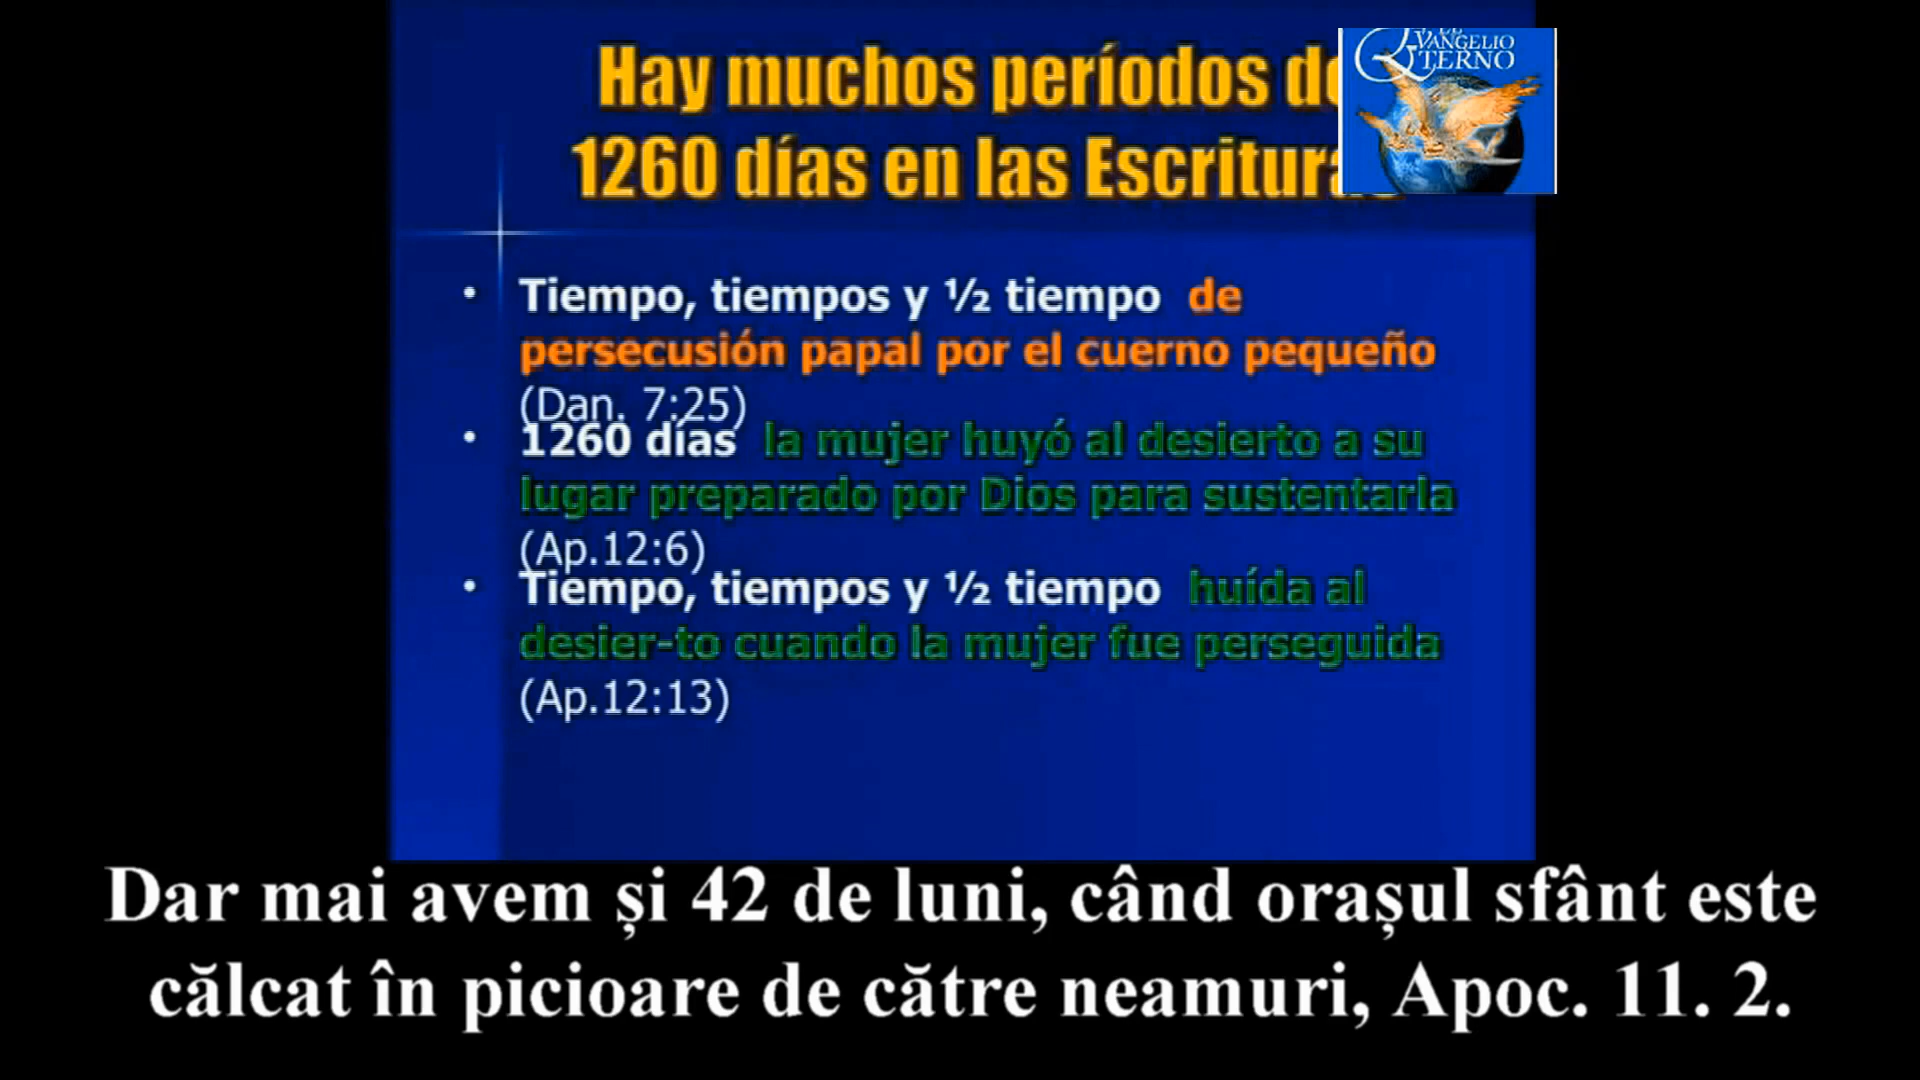 Hay muchos períodos de
1260 días en las Escrituras
VANGELIO
TERNO
• Tiempo, tiempos y ½ tiempo de
persecusión papal por el cuerno pequeño
(Dan. 7:25)
• 1260 días la mujer huyó al desierto a su
lugar preparado por Dios para sustentarla
(Ap.12:6)
• Tiempo, tiempos y ½ tiempo huída al
desier-to cuando la mujer fue perseguida
(Ap.12:13)
Dar mai avem și 42 de luni, când orașul sfânt este
călcat în picioare de către neamuri, Apoc. 11. 2.